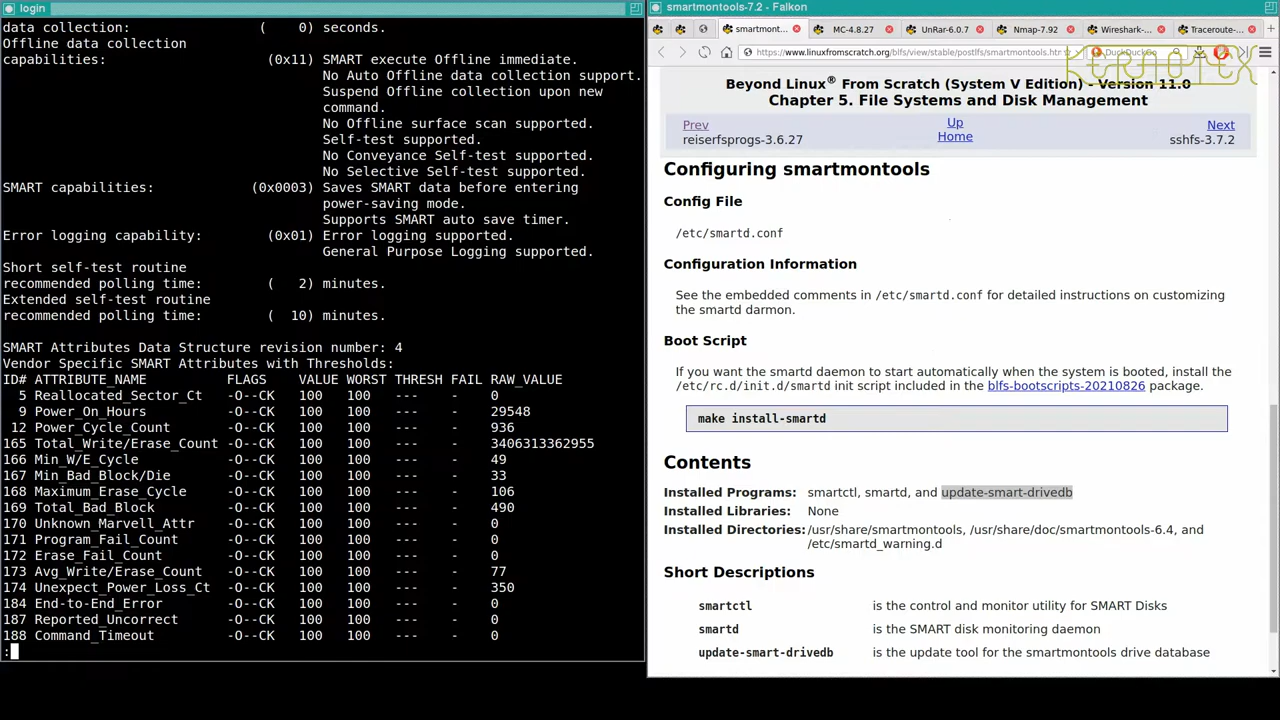 login
data collection: ( 0) seconds.
Offline data collection
capabilities: (0x11) SMART execute Offline immediate.
No Auto Offline data collection support.
Suspend Offline collection upon new
command.
No Offline surface scan supported.
Self-test supported.
No Conveyance Self-test supported.
No Selective Self-test supported.
SMART capabilities: (0x0003) Saves SMART data before entering
power-saving mode.
Supports SMART auto save timer.
Error logging capability: (0x01) Error logging supported.
General Purpose Logging supported.
Short self-test routine
recommended polling time: ( 2) minutes.
Extended self-test routine
recommended polling time: ( 10) minutes.
SMART Attributes Data Structure revision number: 4
Vendor Specific SMART Attributes with Thresholds:
ID# ATTRIBUTE_NAME FLAGS VALUE WORST THRESH FAIL RAW_VALUE
5 Reallocated_Sector_Ct -O--CK 100 100 --- - 0
9 Power_On_Hours -O--CK 100 100 --- - 29548
12 Power_Cycle_Count -O--CK 100 100 --- - 936
165 Total_Write/Erase_Count -O--CK 100 100 --- - 3406313362955
166 Min_W/E_Cycle -O--CK 100 100 --- - 49
167 Min_Bad_Block/Die -O--CK 100 100 --- - 33
168 Maximum_Erase_Cycle -O--CK 100 100 --- - 106
169 Total_Bad_Block -O--CK 100 100 --- - 490
170 Unknown_Marvell_Attr -O--CK 100 100 --- - 0
171 Program_Fail_Count -O--CK 100 100 --- - 0
172 Erase_Fail_Count -O--CK 100 100 --- - 0
173 Avg_Write/Erase_Count -O--CK 100 100 --- - 77
174 Unexpect_Power_Loss_Ct -O--CK 100 100 --- - 350
184 End-to-End_Error -O--CK 100 100 --- - 0
187 Reported_Uncorrect -O--CK 100 100 --- - 0
188 Command_Timeout -O--CK 100 100 --- - 0
:
smartmontools-7.2 - Falkon
smartmont... MC-4.8.27 UnRar-6.0.7 Nmap-7.92 Wireshark-... Traceroute-...
https://www.linuxfromscratch.org/blfs/view/stable/postlfs/smartmontools.htm DuckDuckGo
KERNOTEX
Beyond Linux® From Scratch (System V Edition) - Version 11.0
Chapter 5. File Systems and Disk Management
Prev Up Next
reiserfsprogs-3.6.27 Home sshfs-3.7.2
Configuring smartmontools
Config File
/etc/smartd.conf
Configuration Information
See the embedded comments in /etc/smartd.conf for detailed instructions on customizing
the smartd darmon.
Boot Script
If you want the smartd daemon to start automatically when the system is booted, install the
/etc/rc.d/init.d/smartd init script included in the blfs-bootscripts-20210826 package.
make install-smartd
Contents
Installed Programs: smartctl, smartd, and update-smart-drivedb
Installed Libraries: None
Installed Directories: /usr/share/smartmontools, /usr/share/doc/smartmontools-6.4, and
/etc/smartd_warning.d
Short Descriptions
smartctl is the control and monitor utility for SMART Disks
smartd is the SMART disk monitoring daemon
update-smart-drivedb is the update tool for the smartmontools drive database